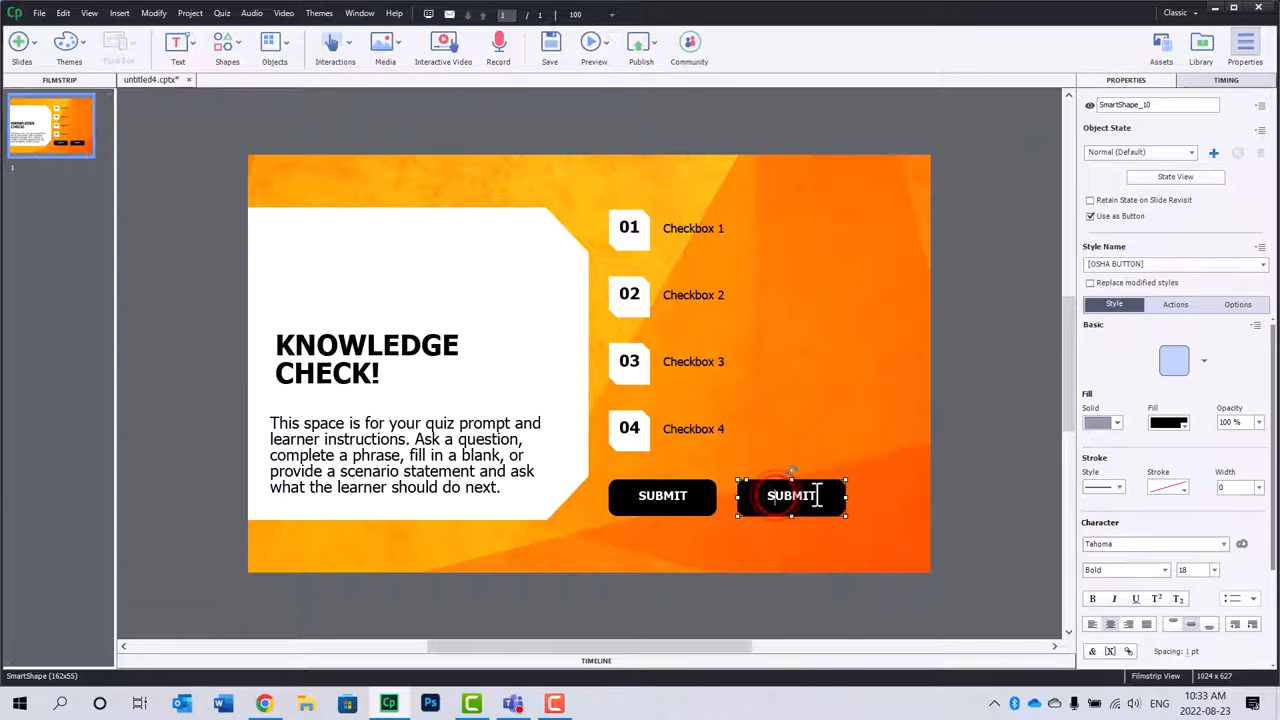 Cp File Edit View Insert Modify Project Quiz Audio Video Themes Window Help 1 / 1 100 Classic
Slides Themes Fluid Box Text Shapes Objects Interactions Media Interactive Video Record Save Preview Publish Community Assets Library Properties
FILMSTRIP
untitled4.cptx*
PROPERTIES TIMING
SmartShape_10
Object State
Normal (Default)
State View
Retain State on Slide Revisit
Use as Button
Style Name
[OSHA BUTTON]
Replace modified styles
Style Actions Options
Basic
Fill
Solid Fill Opacity
100 %
Stroke
Style Stroke Width
0
Character
Tahoma
Bold 18
Spacing: 1 pt
KNOWLEDGE
CHECK!
This space is for your quiz prompt and
learner instructions. Ask a question,
complete a phrase, fill in a blank, or
provide a scenario statement and ask
what the learner should do next.
01 Checkbox 1
02 Checkbox 2
03 Checkbox 3
04 Checkbox 4
SUBMIT SUBMIT
1
TIMELINE
SmartShape (162x55)
Filmstrip View 1024 x 627
10:33 AM
2022-08-23